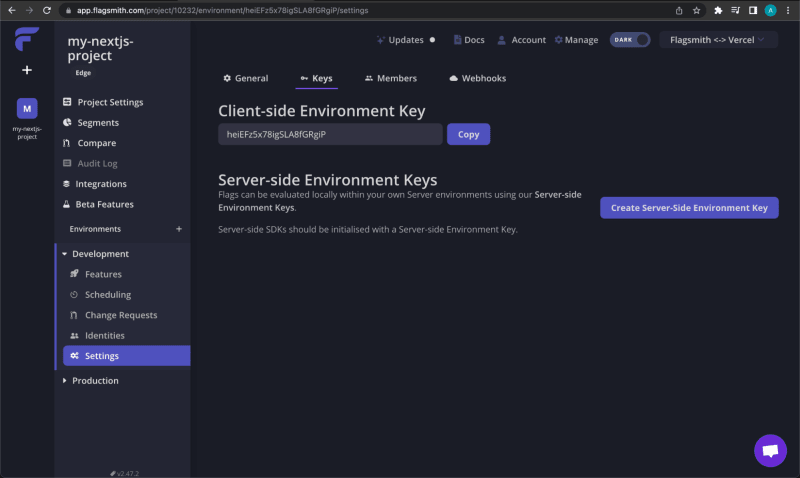 app.flagsmith.com/project/10232/environment/heiEFz5x78igSLA8fGRgiP/settings
A
my-nextjs-
project
Edge
Updates
Docs
Account
Manage
DARK
Flagsmith <-> Vercel
M
my-nextjs-
project
Project Settings
Segments
Compare
Audit Log
Integrations
Beta Features
Environments +
Development
Features
Scheduling
Change Requests
Identities
Settings
Production
v2.47.2
General
Keys
Members
Webhooks
Client-side Environment Key
heiEFz5x78igSLA8fGRgiP
Copy
Server-side Environment Keys
Flags can be evaluated locally within your own Server environments using our Server-side
Environment Keys.
Create Server-Side Environment Key
Server-side SDKs should be initialised with a Server-side Environment Key.